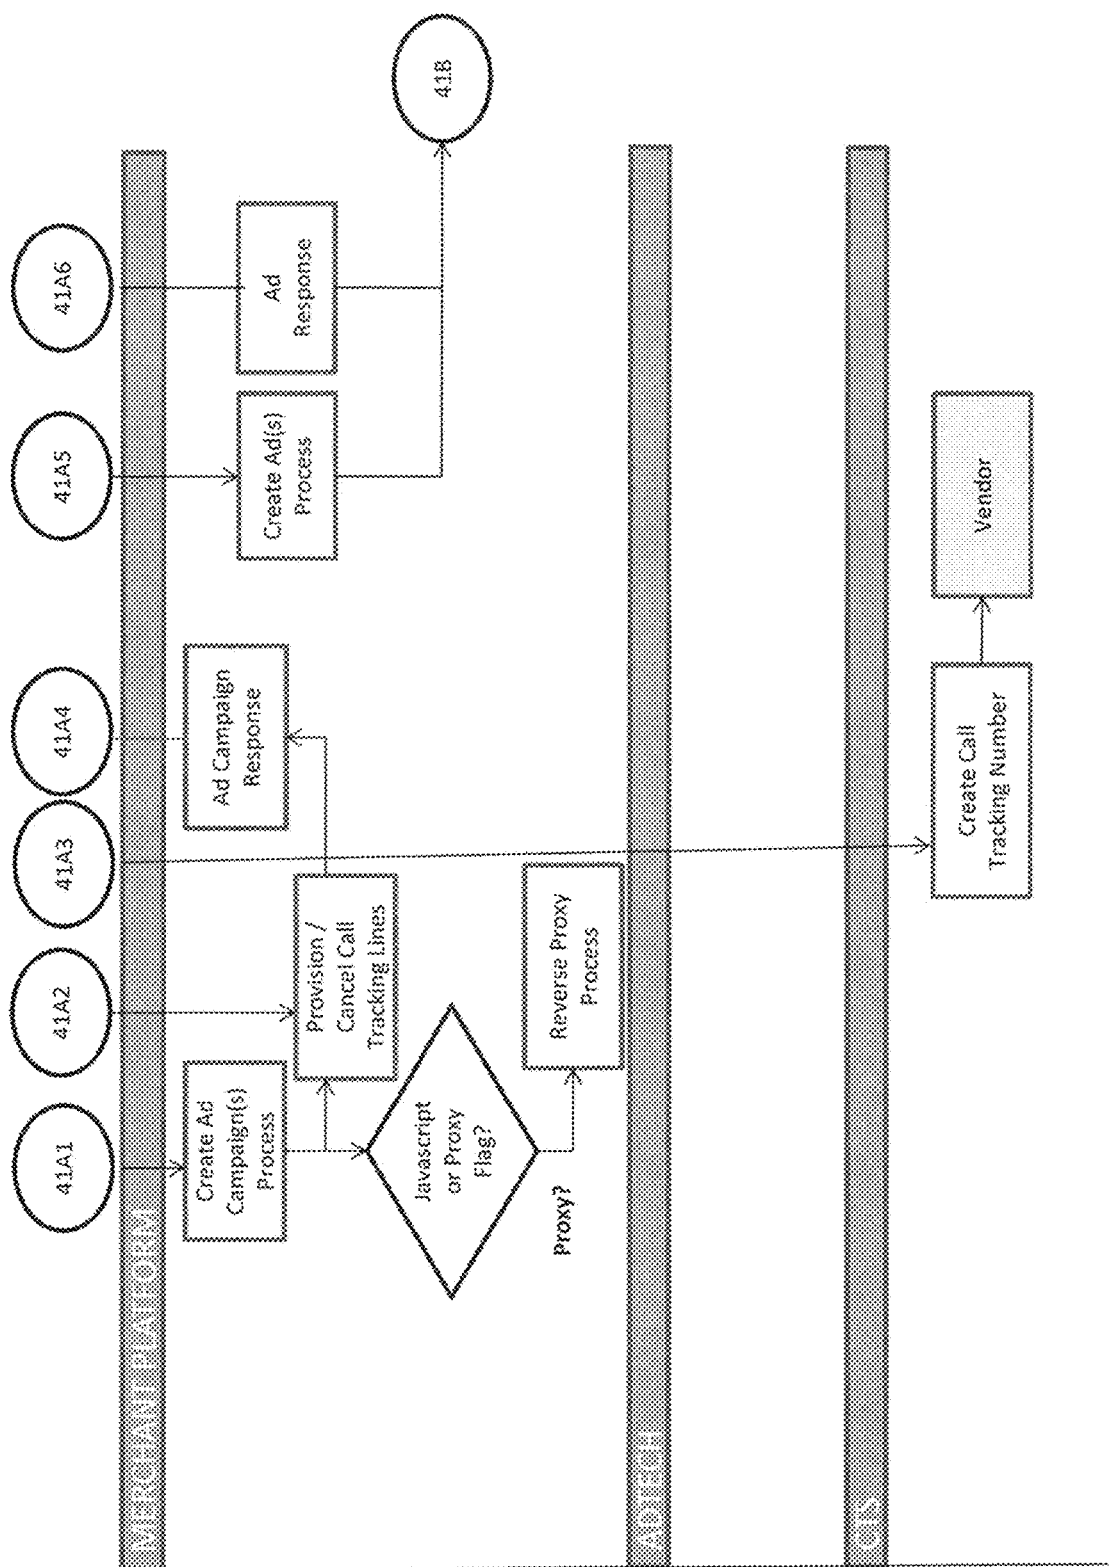 41A1
41A2
41A3
41A4
41A5
41A6
MERCHANT PLATFORM
Create Ad
Campaign(s)
Process
Provision /
Cancel Call
Tracking Lines
Ad Campaign
Response
Create Ad(s)
Process
Ad
Response
41B
Javascript
or Proxy
Flag?
Proxy?
Reverse Proxy
Process
ADTECH
CTS
Create Call
Tracking Number
Vendor